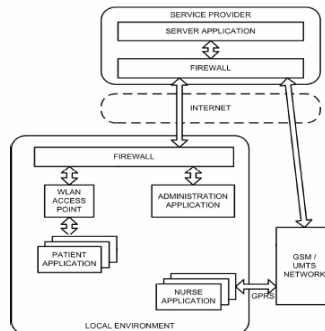 SERVICE PROVIDER
SERVER APPLICATION
FIREWALL
INTERNET
FIREWALL
WLAN
ACCESS
POINT
ADMINISTRATION
APPLICATION
PATIENT
APPLICATION
GSM /
UMTS
NETWORK
NURSE
APPLICATION
GPRS
LOCAL ENVIRONMENT